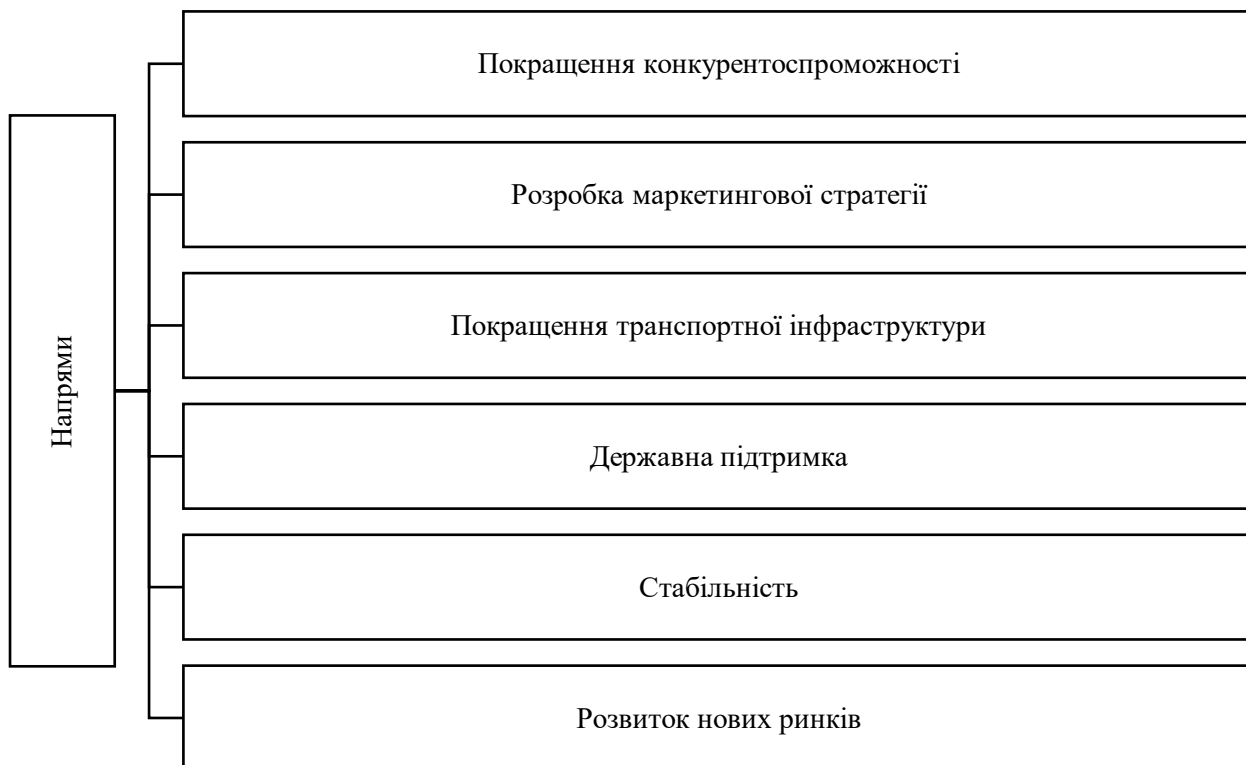 Напрями
Покращення конкурентоспроможності
Розробка маркетингової стратегії
Покращення транспортної інфраструктури
Державна підтримка
Стабільність
Розвиток нових ринків